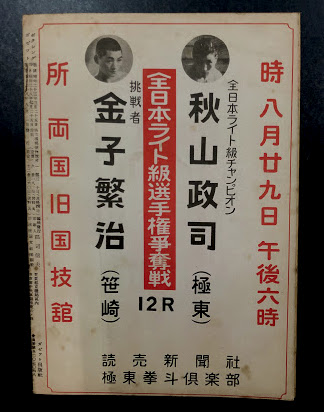 時 八月廿九日 午後六時
全日本ライト級チャンピオン
秋山政司(極東)
全日本ライト級選手権争奪戦
12R
挑戦者
金子繁治(笹崎)
所 両国旧国技舘
読売新聞社
極東拳斗倶楽部